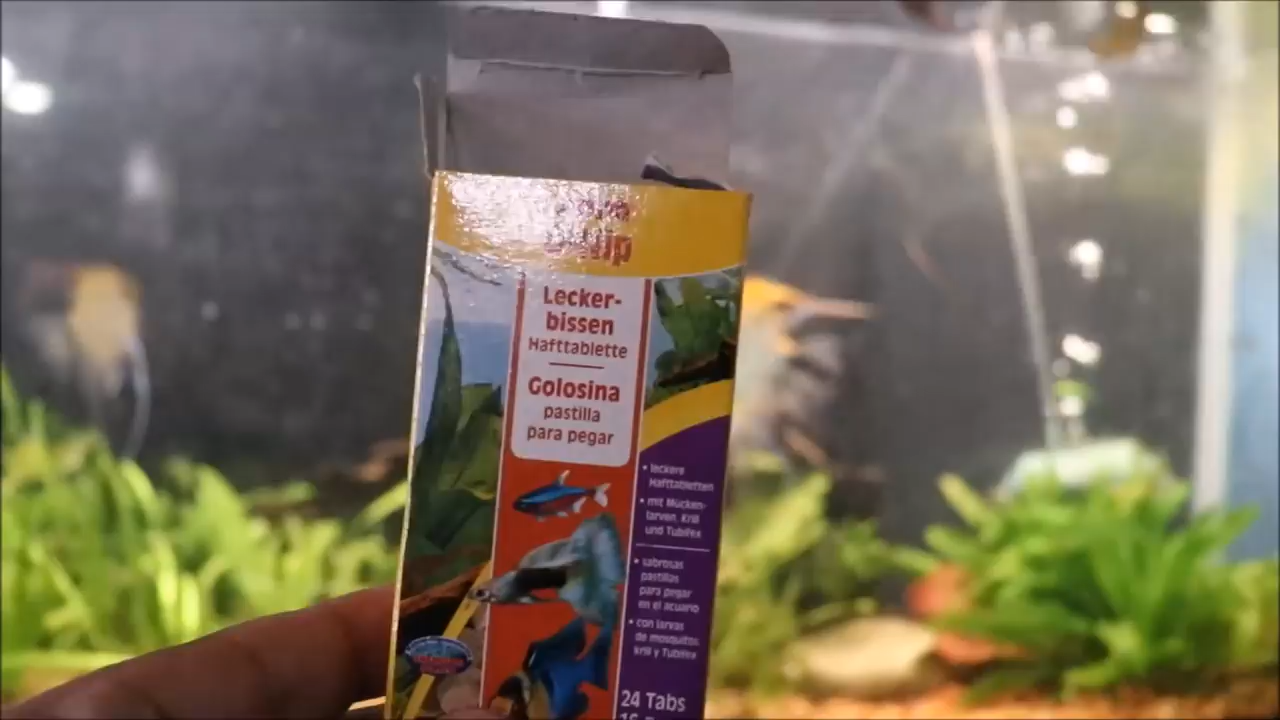 Lecker-
bissen
Hafttablette
Golosina
pastilla
para pegar
• leckere
Hafttabletten
• mit Mücken-
larven, Krill
und Tubifex
• sabrosas
pastillas
para pegar
en el acuario
• con larvas
de mosquitos,
krill y Tubifex
24 Tabs